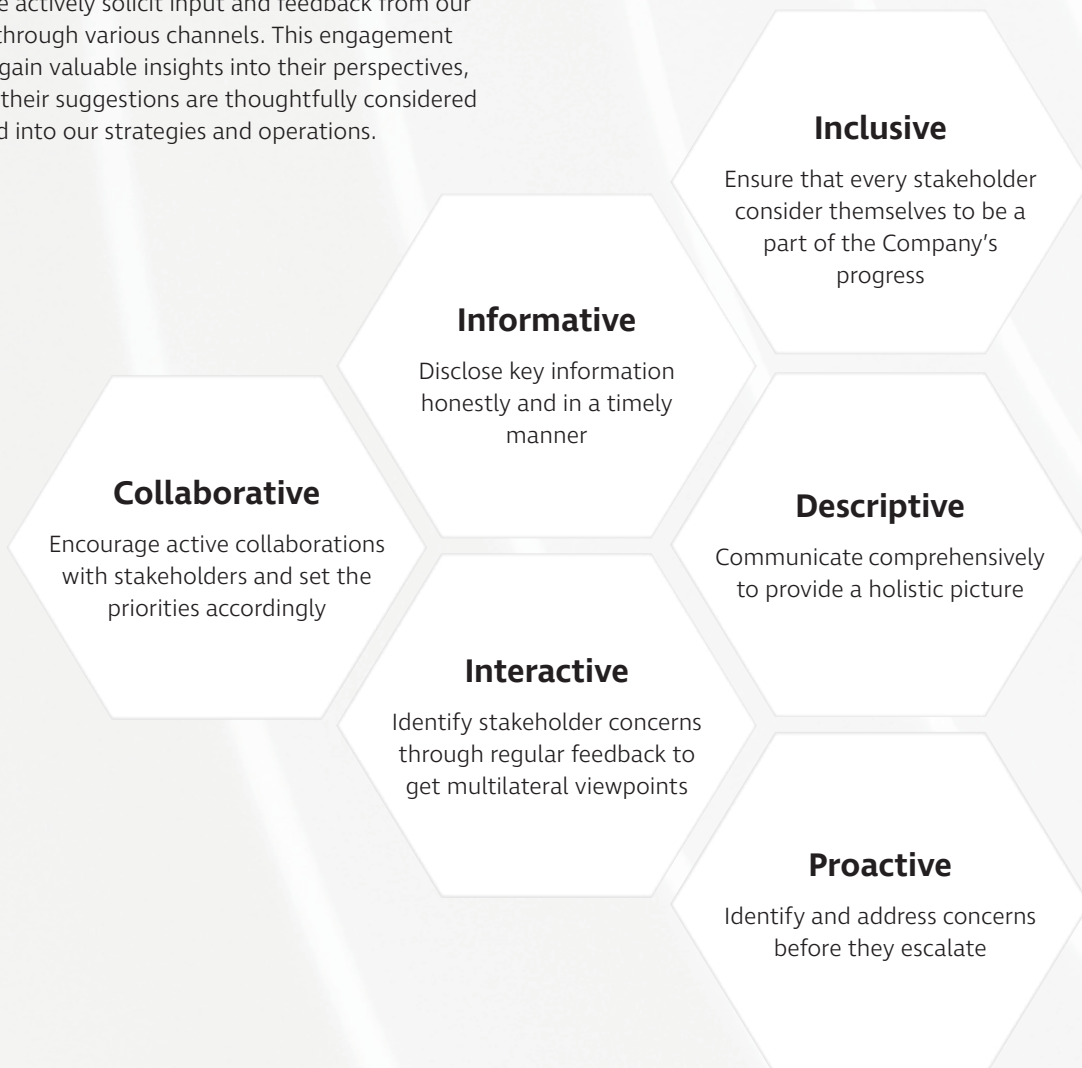 actively solicit input and feedback from our
through various channels. This engagement
gain valuable insights into their perspectives,
their suggestions are thoughtfully considered
into our strategies and operations.
Inclusive
Ensure that every stakeholder
consider themselves to be a
part of the Company's
progress
Informative
Disclose key information
honestly and in a timely
manner
Collaborative
Encourage active collaborations
with stakeholders and set the
priorities accordingly
Descriptive
Communicate comprehensively
to provide a holistic picture
Interactive
Identify stakeholder concerns
through regular feedback to
get multilateral viewpoints
Proactive
Identify and address concerns
before they escalate